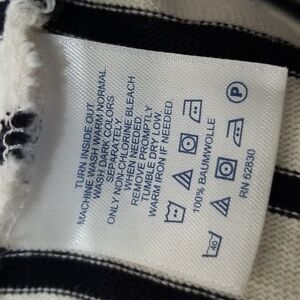 TURN INSIDE OUT
MACHINE WASH WARM NORMAL
WASH DARK COLORS
SEPARATELY
ONLY NON-CHLORINE BLEACH
WHEN NEEDED
REMOVE PROMPTLY
TUMBLE DRY LOW
WARM IRON IF NEEDED
100% BAUMWOLLE
P
40
RN 62830